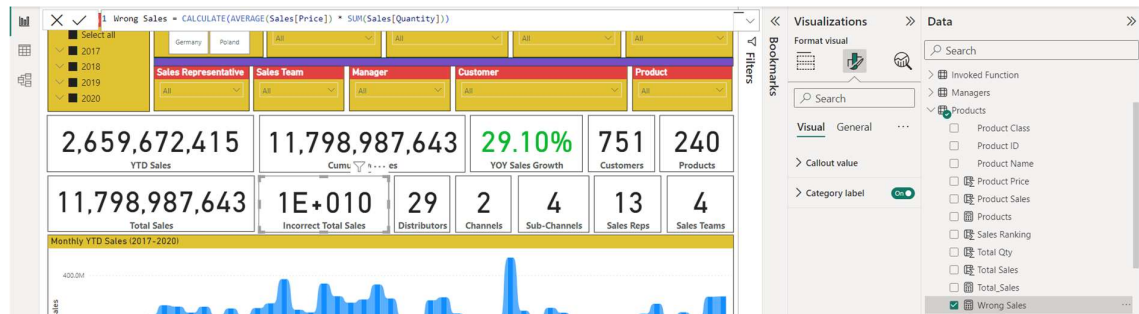 1 Wrong Sales = CALCULATE(AVERAGE(Sales[Price]) * SUM(Sales[Quantity]))
Select all
2017
2018
2019
2020
Germany Poland
All All All All
Sales Representative Sales Team Manager Customer Product
All All All All All
2,659,672,415 11,798,987,643 29.10% 751 240
YTD Sales Cumu es YOY Sales Growth Customers Products
11,798,987,643 1E+010 29 2 4 13 4
Total Sales Incorrect Total Sales Distributors Channels Sub-Channels Sales Reps Sales Teams
Monthly YTD Sales (2017-2020)
400.0M
Filters
Bookmarks
Visualizations
Format visual
Search
Visual General ...
Callout value
Category label On
Data
Search
Invoked Function
Managers
Products
Product Class
Product ID
Product Name
Product Price
Product Sales
Products
Sales Ranking
Total Qty
Total Sales
Total_Sales
Wrong Sales ...